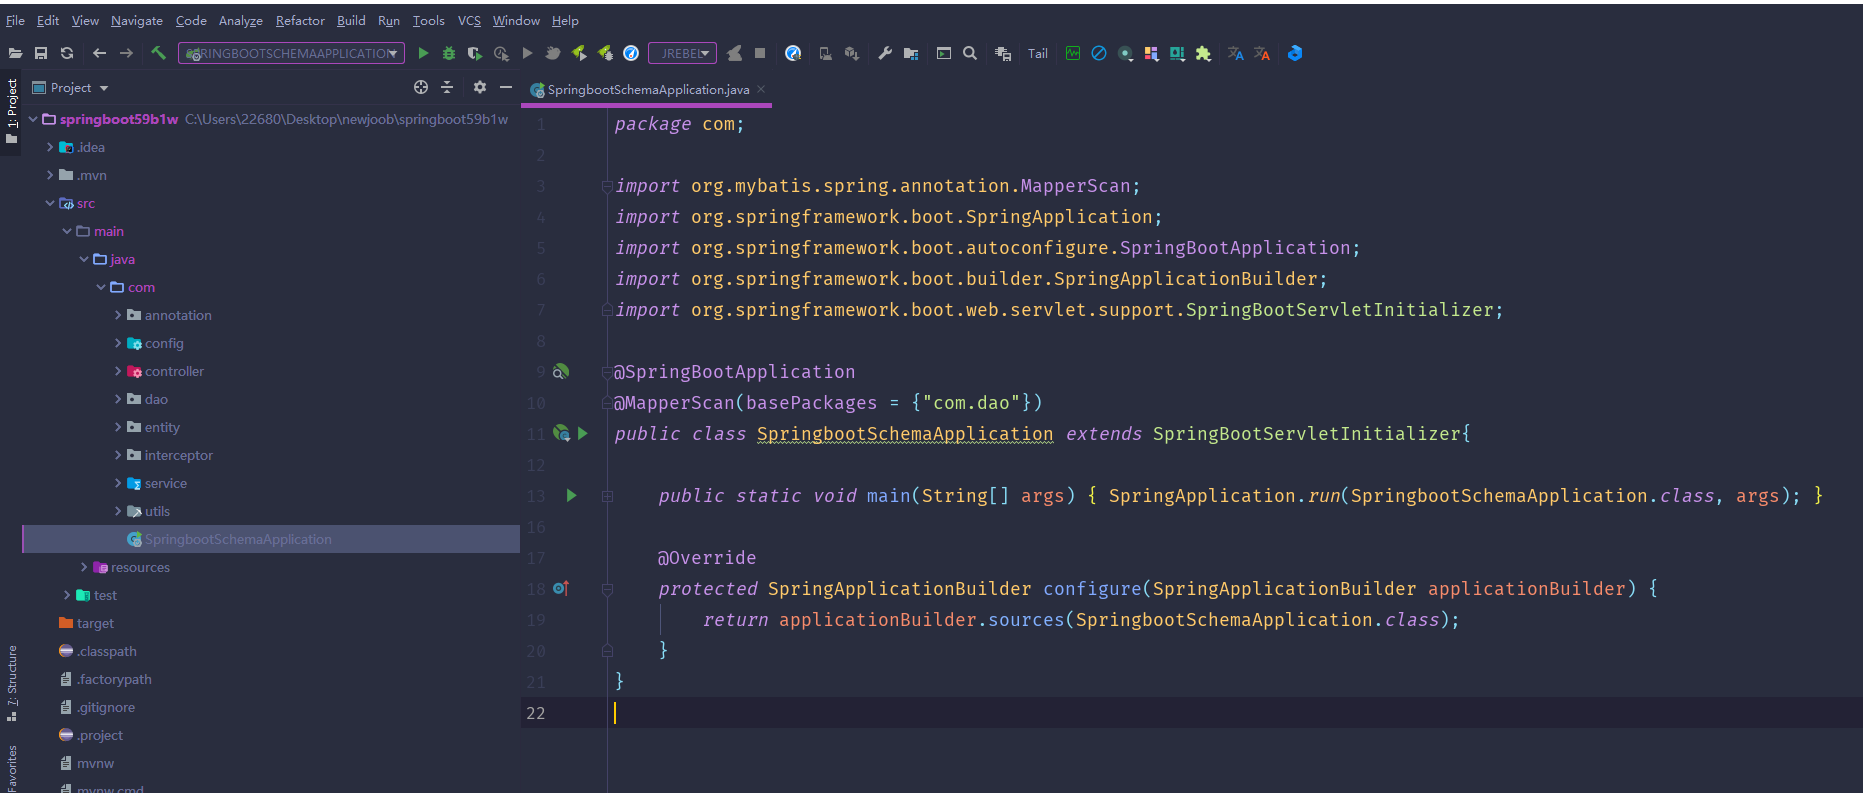 File Edit View Navigate Code Analyze Refactor Build Run Tools VCS Window Help
SPRINGBOOTSCHEMAAPPLICATION JREBEL Tail
1: Project
Project
SpringbootSchemaApplication.java
springboot59b1w C:\Users\22680\Desktop\newjoob\springboot59b1w
.idea
.mvn
src
main
java
com
annotation
config
controller
dao
entity
interceptor
service
utils
SpringbootSchemaApplication
resources
test
target
.classpath
.factorypath
.gitignore
.project
mvnw
mvnw.cmd
7: Structure
Favorites
1 package com;
2
3 import org.mybatis.spring.annotation.MapperScan;
4 import org.springframework.boot.SpringApplication;
5 import org.springframework.boot.autoconfigure.SpringBootApplication;
6 import org.springframework.boot.builder.SpringApplicationBuilder;
7 import org.springframework.boot.web.servlet.support.SpringBootServletInitializer;
8
9 @SpringBootApplication
10 @MapperScan(basePackages = {"com.dao"})
11 public class SpringbootSchemaApplication extends SpringBootServletInitializer{
12
13 public static void main(String[] args) { SpringApplication.run(SpringbootSchemaApplication.class, args); }
16
17 @Override
18 protected SpringApplicationBuilder configure(SpringApplicationBuilder applicationBuilder) {
19 return applicationBuilder.sources(SpringbootSchemaApplication.class);
20 }
21 }
22